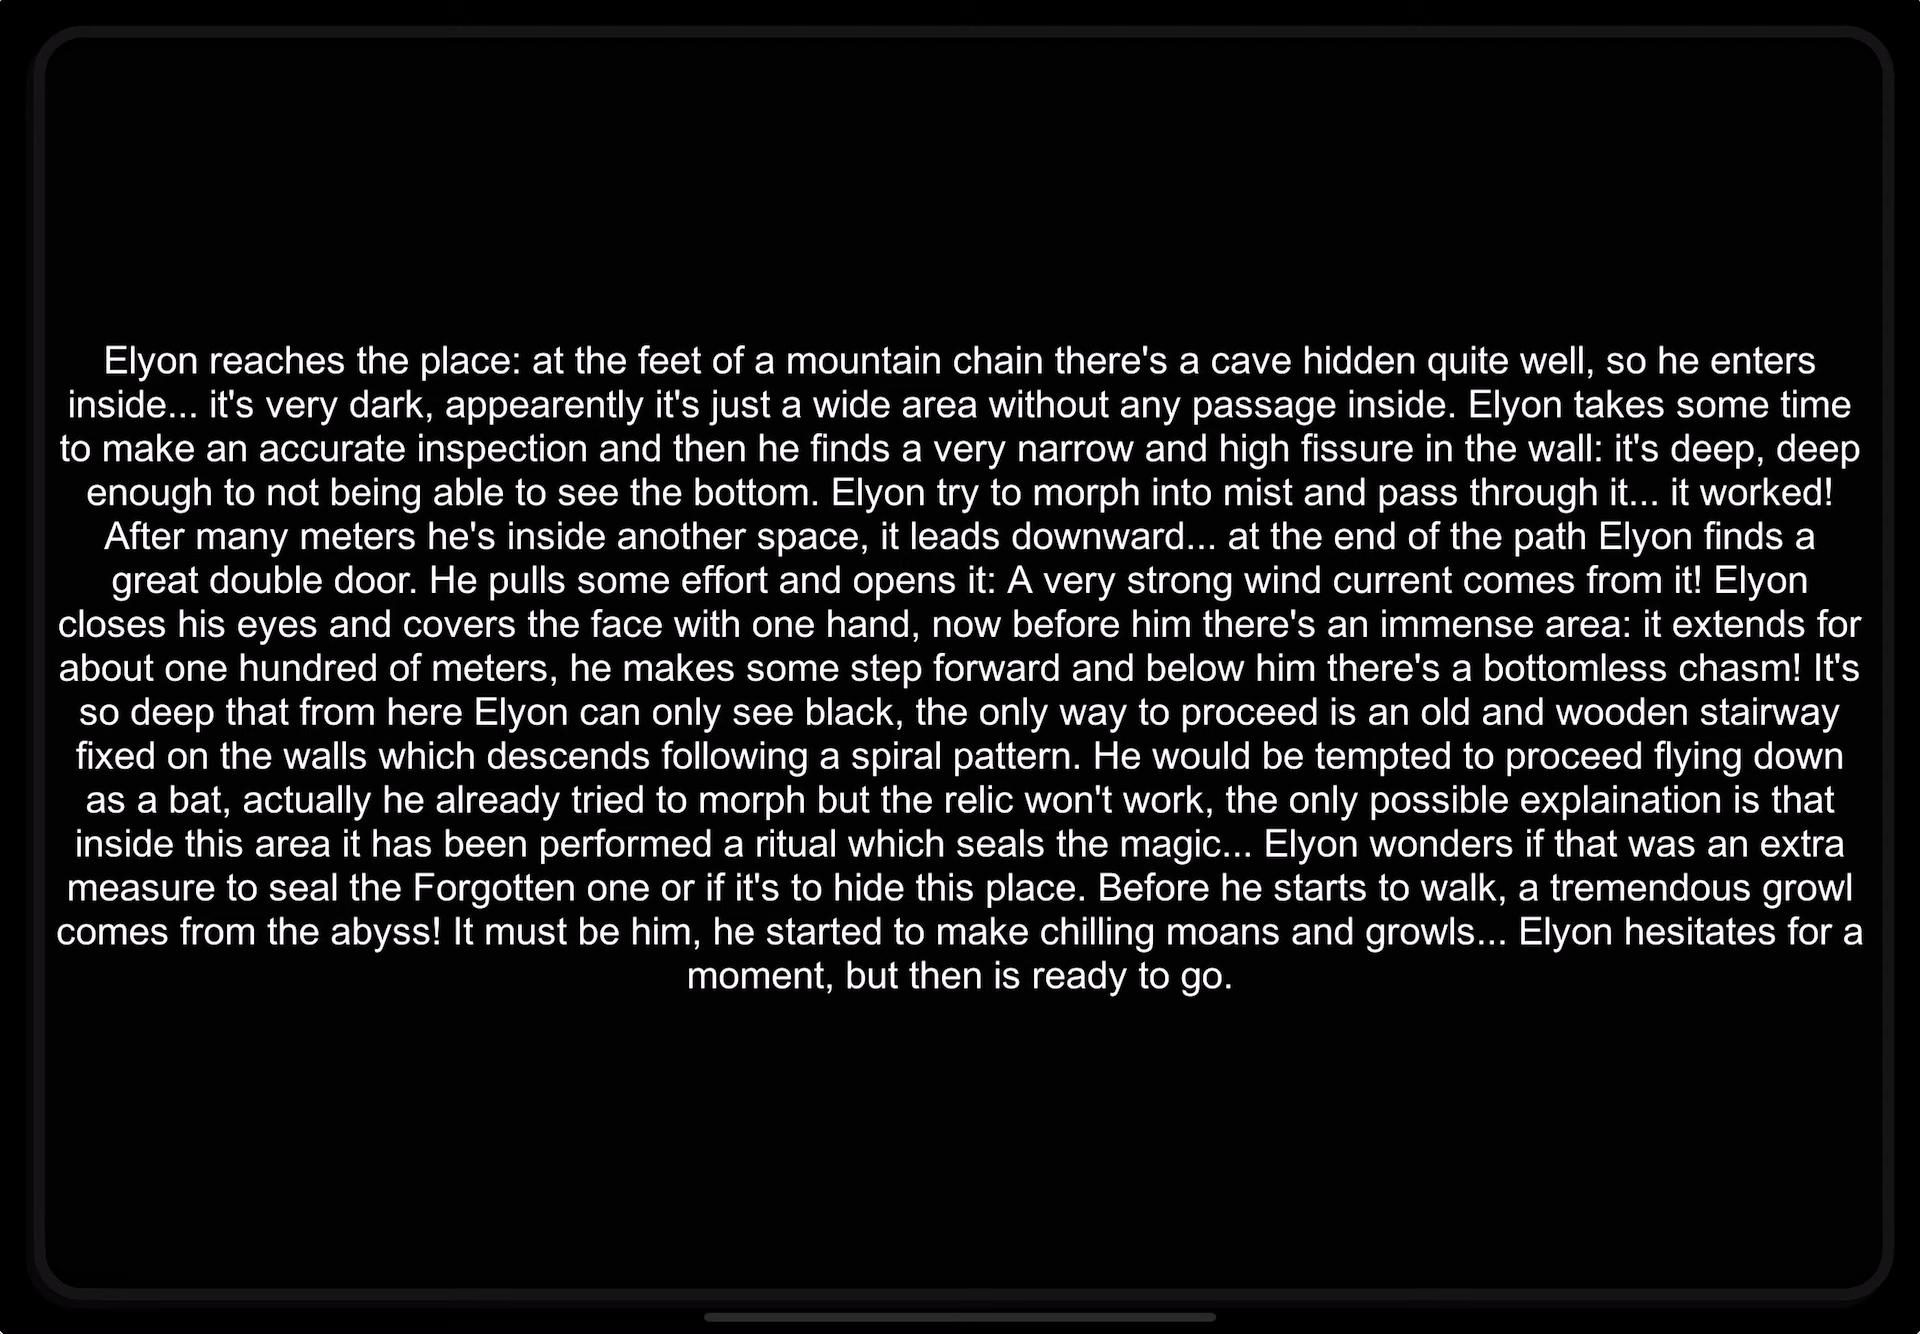 Elyon reaches the place: at the feet of a mountain chain there's a cave hidden quite well, so he enters
inside... it's very dark, appearently it's just a wide area without any passage inside. Elyon takes some time
to make an accurate inspection and then he finds a very narrow and high fissure in the wall: it's deep, deep
enough to not being able to see the bottom. Elyon try to morph into mist and pass through it... it worked!
After many meters he's inside another space, it leads downward... at the end of the path Elyon finds a
great double door. He pulls some effort and opens it: A very strong wind current comes from it! Elyon
closes his eyes and covers the face with one hand, now before him there's an immense area: it extends for
about one hundred of meters, he makes some step forward and below him there's a bottomless chasm! It's
so deep that from here Elyon can only see black, the only way to proceed is an old and wooden stairway
fixed on the walls which descends following a spiral pattern. He would be tempted to proceed flying down
as a bat, actually he already tried to morph but the relic won't work, the only possible explaination is that
inside this area it has been performed a ritual which seals the magic... Elyon wonders if that was an extra
measure to seal the Forgotten one or if it's to hide this place. Before he starts to walk, a tremendous growl
comes from the abyss! It must be him, he started to make chilling moans and growls... Elyon hesitates for a
moment, but then is ready to go.